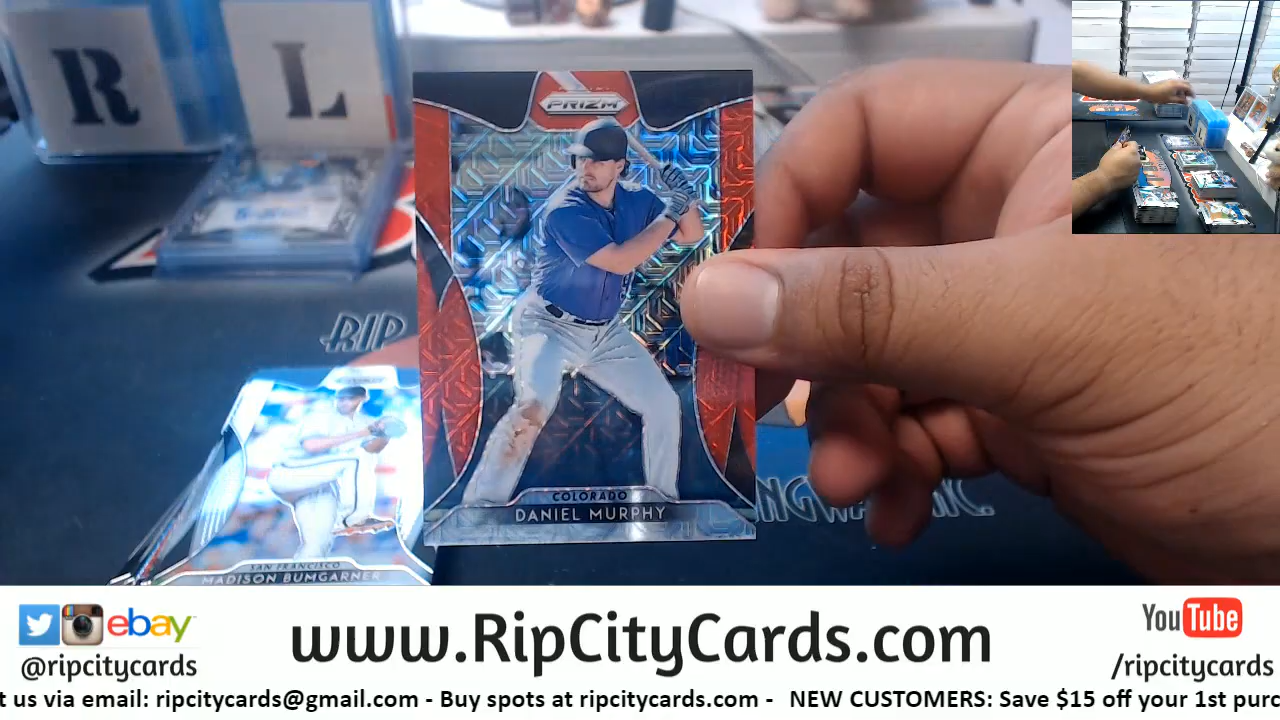 R L
PRIZM
RIP
COLORADO
DANIEL MURPHY
SAN FRANCISCO
MADISON BUMGARNER
ebay
@ripcitycards
www.RipCityCards.com
YouTube
/ripcitycards
t us via email: ripcitycards@gmail.com - Buy spots at ripcitycards.com - NEW CUSTOMERS: Save $15 off your 1st purc